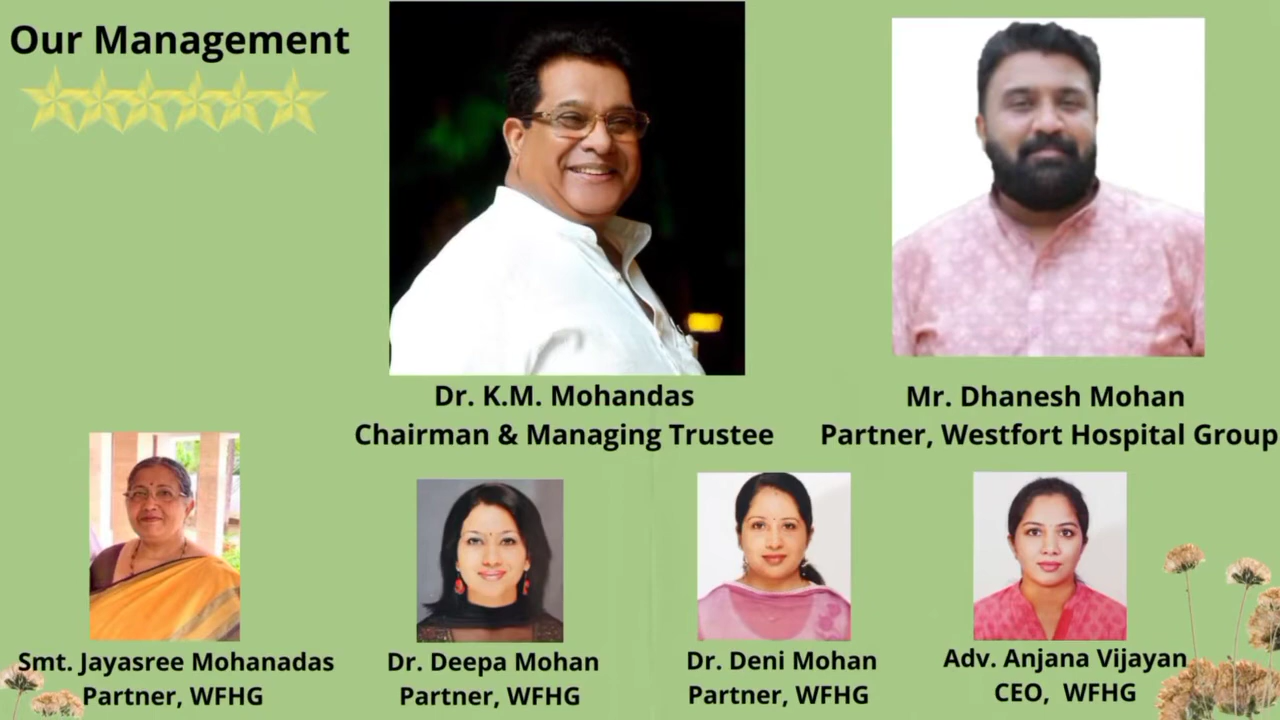 Our Management
Dr. K.M. Mohandas
Chairman & Managing Trustee
Mr. Dhanesh Mohan
Partner, Westfort Hospital Group
Smt. Jayasree Mohanadas
Partner, WFHG
Dr. Deepa Mohan
Partner, WFHG
Dr. Deni Mohan
Partner, WFHG
Adv. Anjana Vijayan
CEO, WFHG